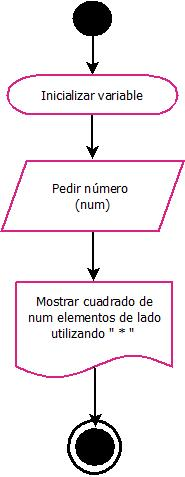 Inicializar variable
Pedir número
(num)
Mostrar cuadrado de
num elementos de lado
utilizando " * "